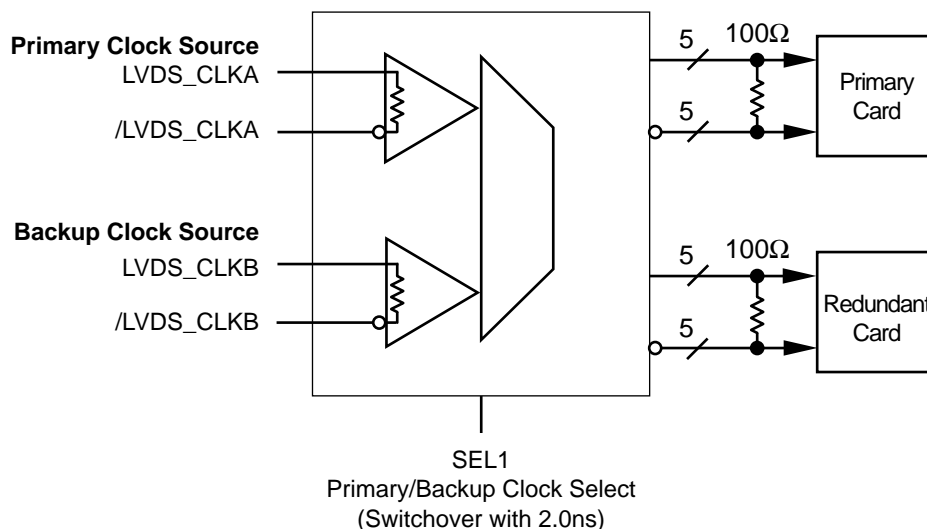 Primary Clock Source
LVDS_CLKA
/LVDS_CLKA
Backup Clock Source
LVDS_CLKB
/LVDS_CLKB
5
100Ω
5
Primary
Card
5
100Ω
5
Redundant
Card
SEL1
Primary/Backup Clock Select
(Switchover with 2.0ns)